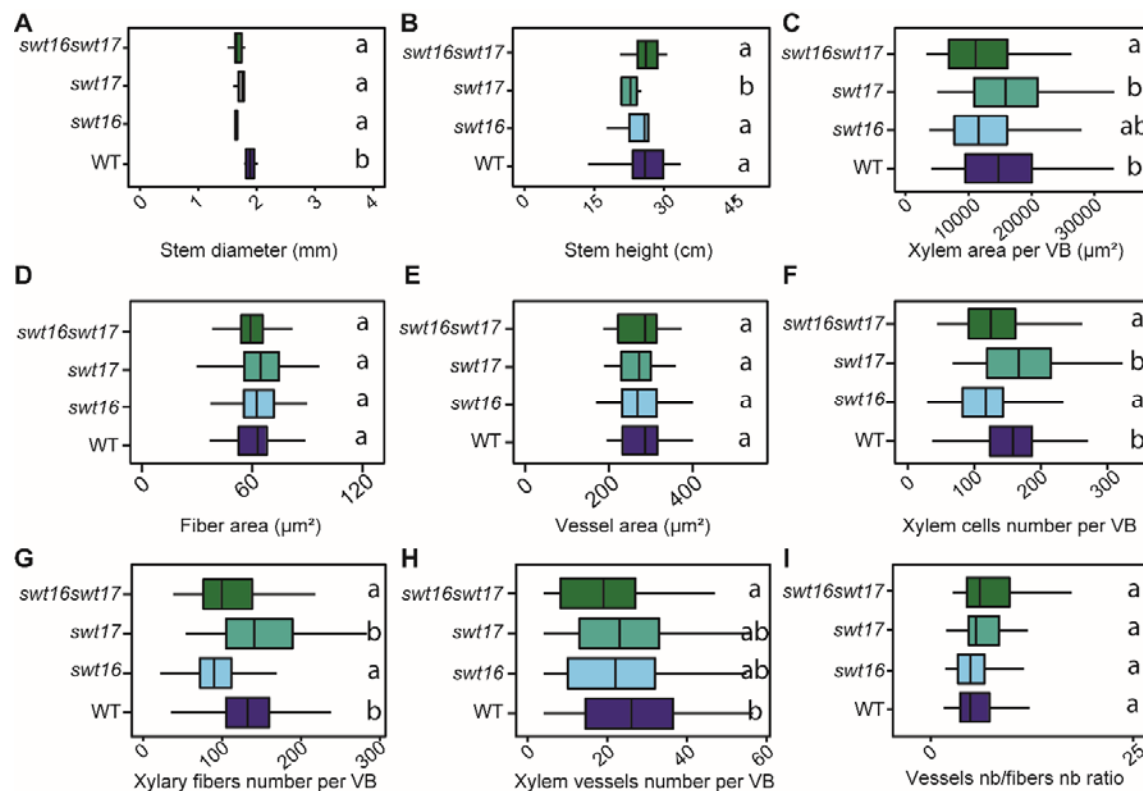 A
swt16swt17 a
swt17 a
swt16 a
WT b
0 1 2 3 4
Stem diameter (mm)
B
swt16swt17 a
swt17 b
swt16 a
WT a
0 15 30 45
Stem height (cm)
C
swt16swt17 a
swt17 b
swt16 ab
WT b
0 10000 20000 30000
Xylem area per VB (µm²)
D
swt16swt17 a
swt17 a
swt16 a
WT a
0 60 120
Fiber area (µm²)
E
swt16swt17 a
swt17 a
swt16 a
WT a
0 200 400
Vessel area (µm²)
F
swt16swt17 a
swt17 b
swt16 a
WT b
0 100 200 300
Xylem cells number per VB
G
swt16swt17 a
swt17 b
swt16 a
WT b
0 100 200 300
Xylary fibers number per VB
H
swt16swt17 a
swt17 ab
swt16 ab
WT b
0 20 40 60
Xylem vessels number per VB
I
swt16swt17 a
swt17 a
swt16 a
WT a
0 25
Vessels nb/fibers nb ratio